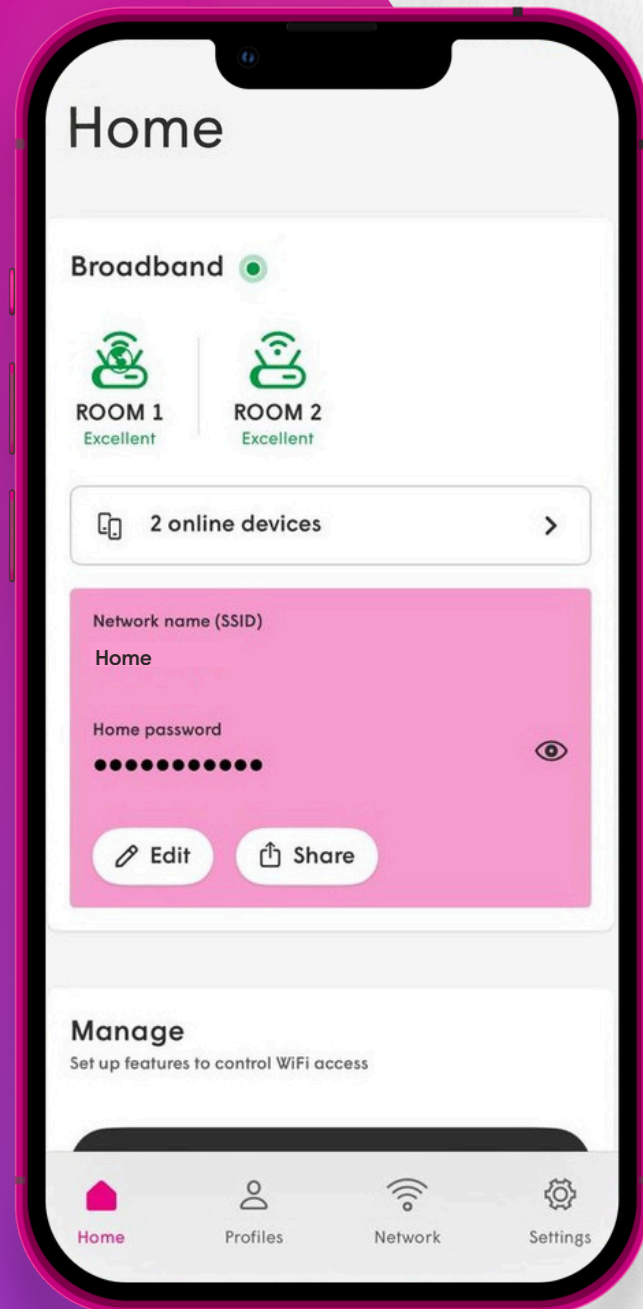 Home
Broadband
ROOM 1
Excellent
ROOM 2
Excellent
2 online devices
Network name (SSID)
Home
Home password
●●●●●●●●●●●
Edit
Share
Manage
Set up features to control WiFi access
Home
Profiles
Network
Settings